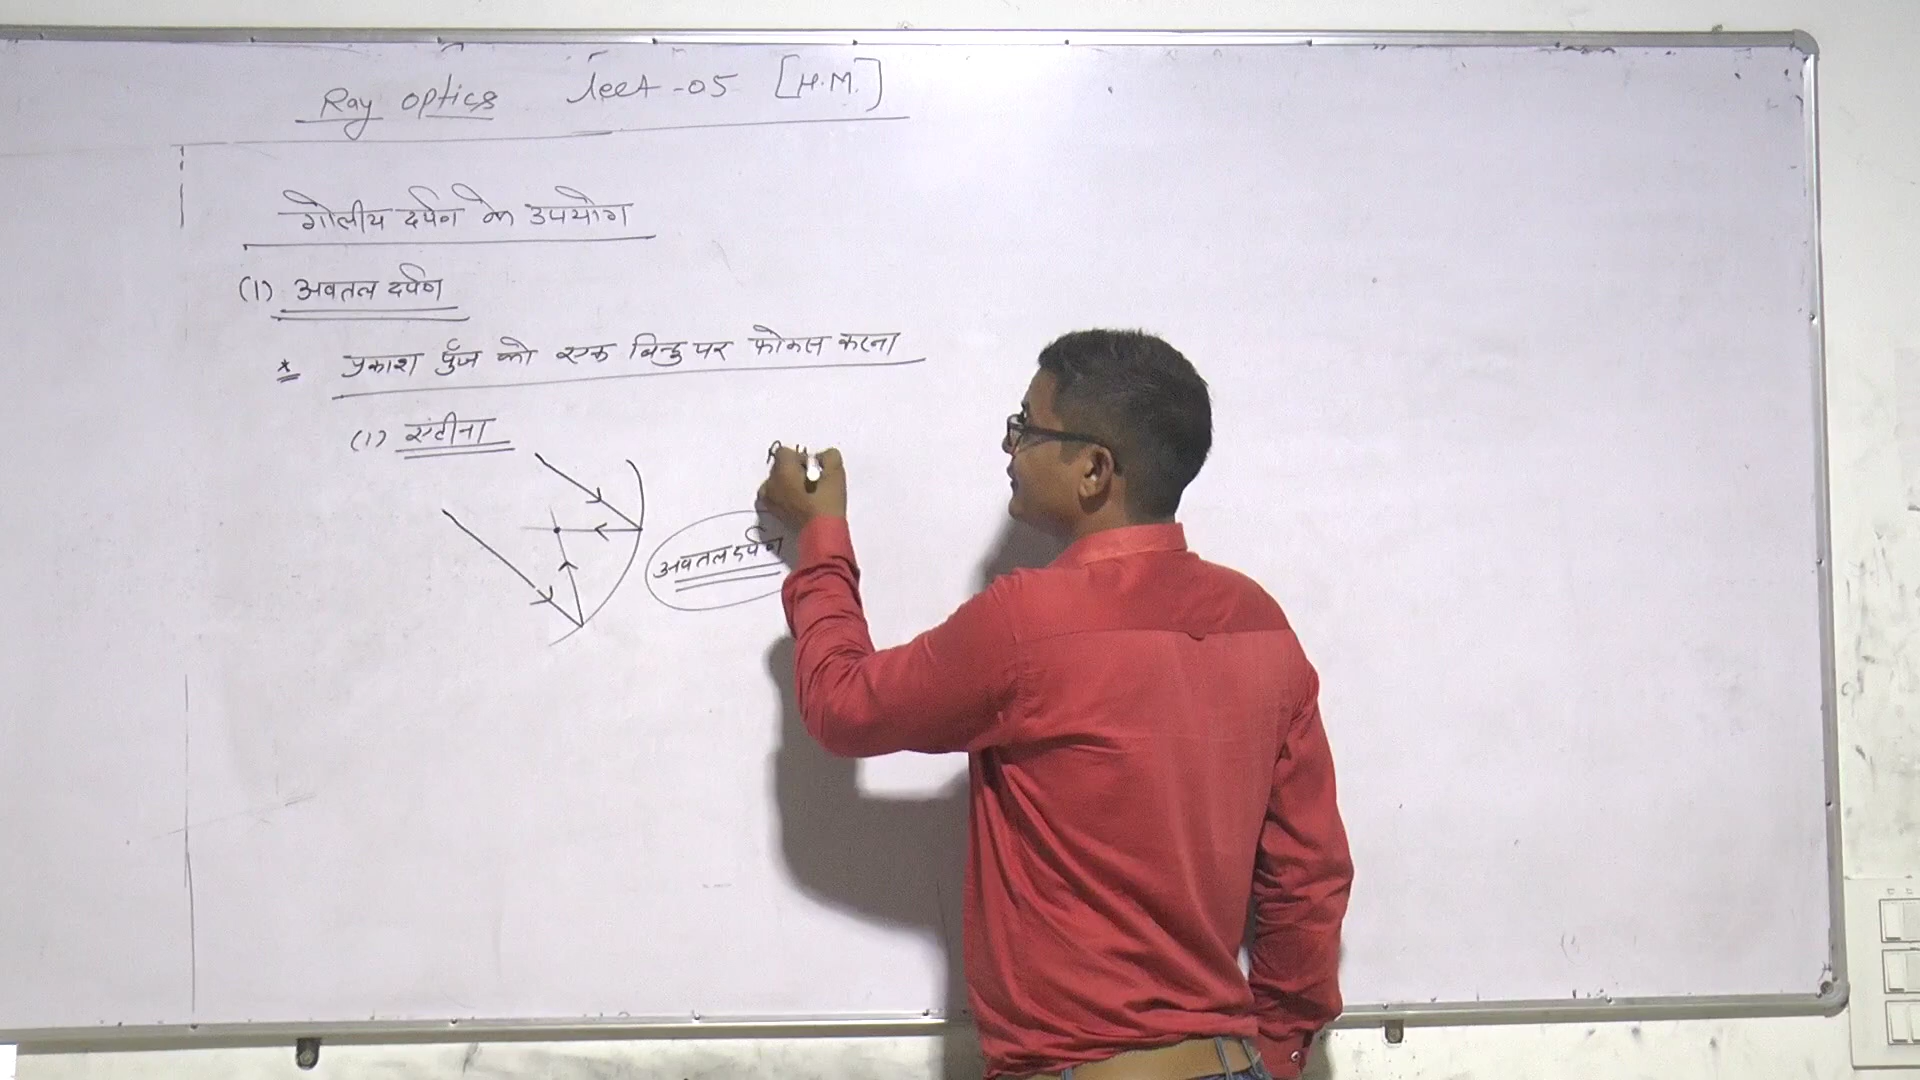 Ray optics Lect-05 [H.M.]
गोलीय दर्पण के उपयोग
(1) अवतल दर्पण
* प्रकाश पुँज को एक बिन्दु पर फोकस करना
(1) एंटीना
अवतल दर्पण